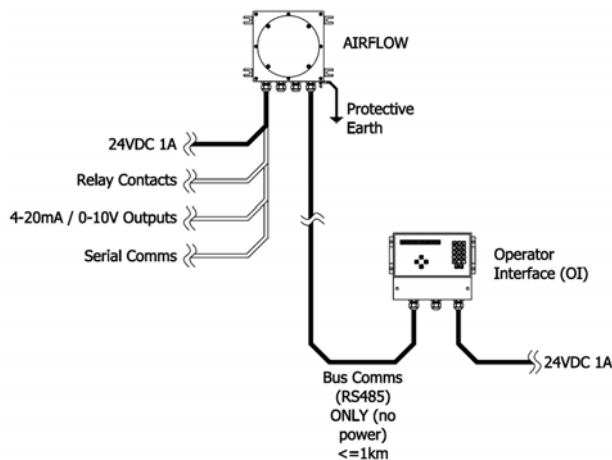 AIRFLOW
Protective
Earth
24VDC 1A
Relay Contacts
4-20mA / 0-10V Outputs
Serial Comms
Operator
Interface (OI)
24VDC 1A
Bus Comms
(RS485)
ONLY (no
power)
<=1km